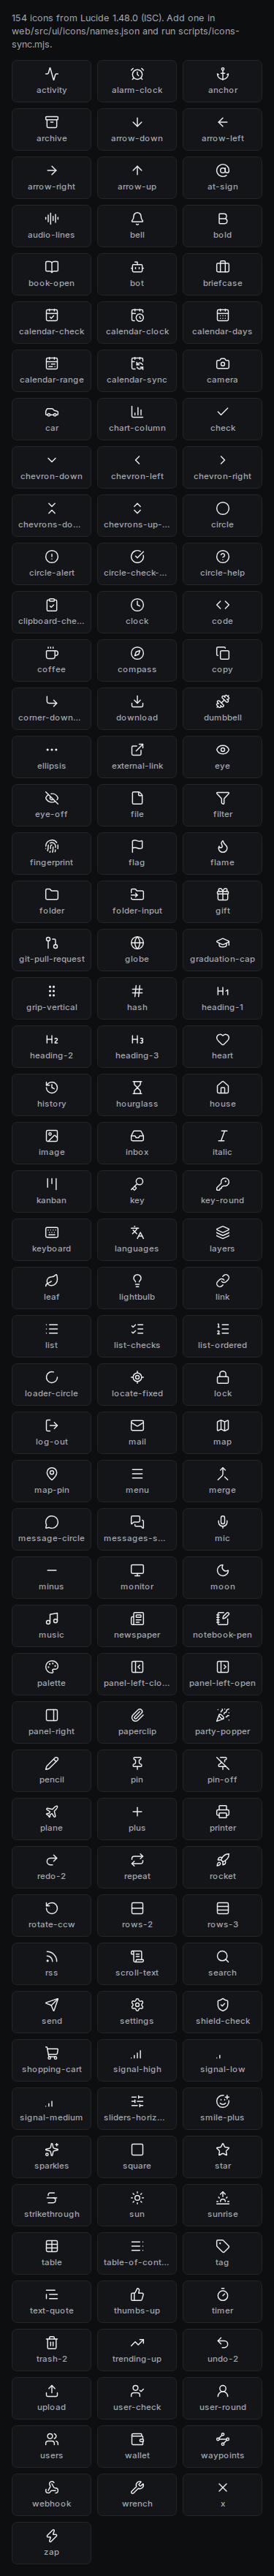 154 icons from Lucide 1.48.0 (ISC). Add one in
web/src/ui/icons/names.json and run scripts/icons-
sync.mjs.
activity alarm-clock anchor
archive arrow-down arrow-left
arrow-right arrow-up at-sign
audio-lines bell bold
book-open bot briefcase
calendar-check calendar-clock calendar-days
calendar-range calendar-sync camera
car chart-column check
chevron-down chevron-left chevron-right
chevrons-do... chevrons-up-... circle
circle-alert circle-check-... circle-help
clipboard-che... clock code
coffee compass copy
corner-down... download dumbbell
ellipsis external-link eye
eye-off file filter
fingerprint flag flame
folder folder-input gift
git-pull-request globe graduation-cap
grip-vertical hash heading-1
heading-2 heading-3 heart
history hourglass house
image inbox italic
kanban key key-round
keyboard languages layers
leaf lightbulb link
list list-checks list-ordered
loader-circle locate-fixed lock
log-out mail map
map-pin menu merge
message-circle messages-s... mic
minus monitor moon
music newspaper notebook-pen
palette panel-left-clo... panel-left-open
panel-right paperclip party-popper
pencil pin pin-off
plane plus printer
redo-2 repeat rocket
rotate-ccw rows-2 rows-3
rss scroll-text search
send settings shield-check
shopping-cart signal-high signal-low
signal-medium sliders-horiz... smile-plus
sparkles square star
strikethrough sun sunrise
table table-of-cont... tag
text-quote thumbs-up timer
trash-2 trending-up undo-2
upload user-check user-round
users wallet waypoints
webhook wrench x
zap